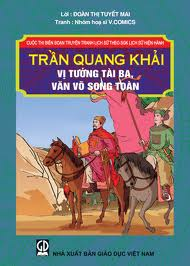 Lời: ĐOÀN THỊ TUYẾT MAI
Tranh: Nhóm hoạ sĩ V.COMICS
CUỘC THI BIÊN SOẠN TRUYỆN TRANH LỊCH SỬ THEO SGK LỊCH SỬ HIỆN HÀNH
TRẦN QUANG KHẢI
VỊ TƯỚNG TÀI BA,
VĂN VÕ SONG TOÀN
NHÀ XUẤT BẢN GIÁO DỤC VIỆT NAM